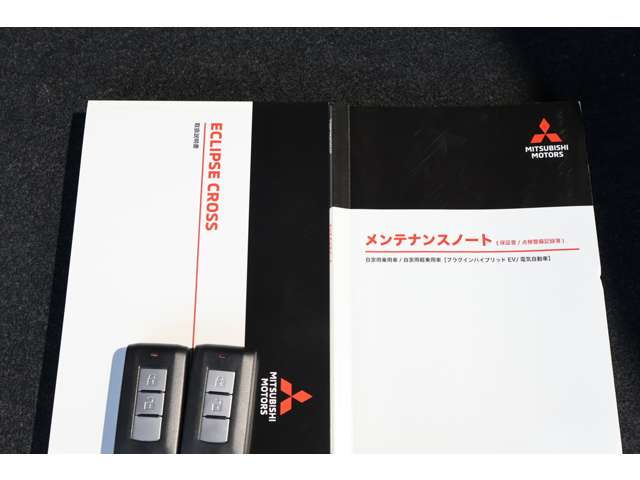 ECLIPSE CROSS
取扱説明書
MITSUBISHI
MOTORS
MITSUBISHI
MOTORS
メンテナンスノート ( 保証書 / 点検整備記録簿 )
自家用乗用車 / 自家用軽乗用車 [プラグインハイブリッド EV/ 電気自動車]